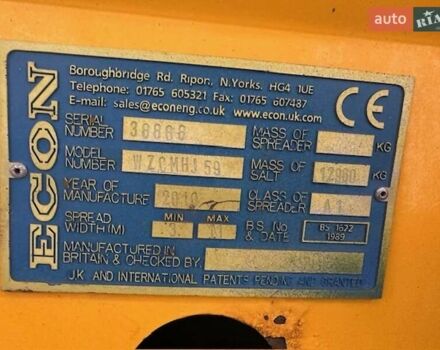 auto RIA
ECON
Boroughbridge Rd. Ripon. N.Yorks. HG4 1UE
Telephone: 01765 605321 Fax: 01765 607487
E-mail: sales@econeng.co.uk www.econ.uk.com
CE
SERIAL NUMBER 38866 MASS OF SPREADER KG
MODEL NUMBER WZCMHJ59 MASS OF SALT 12960 KG
YEAR OF MANUFACTURE 2010 CLASS OF SPREADER A1
SPREAD WIDTH (M) MIN 3 MAX B.S. No & DATE BS 1622 1989
MANUFACTURED IN BRITAIN & CHECKED BY
J.K AND INTERNATIONAL PATENTS PENDING AND GRANTED